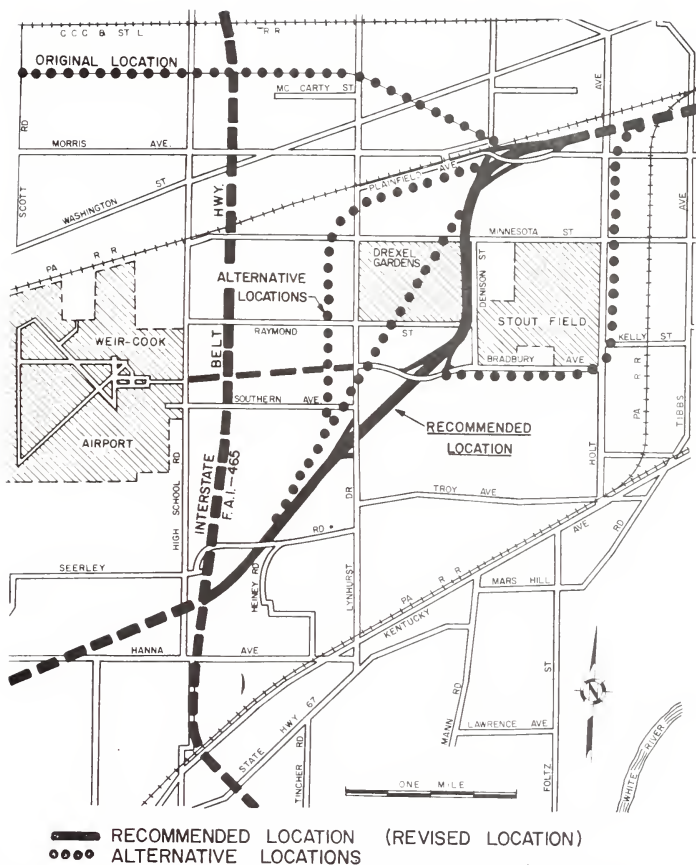 C C C & ST L R R
ORIGINAL LOCATION
MC CARTY ST
RD
AVE
MORRIS AVE.
PLAINFIELD AVE
SCOTT
WASHINGTON ST
HWY.
MINNESOTA ST
PA R R
DREXEL
GARDENS
DENISON ST
ALTERNATIVE
LOCATIONS
STOUT FIELD
WEIR-COOK
RAYMOND ST
KELLY ST
BELT
BRADBURY AVE
PA R R
SOUTHERN AVE
TIBBS
RECOMMENDED
LOCATION
AIRPORT
HIGH SCHOOL RD
INTERSTATE
F. A. I. - 465
HOLT
DR
TROY AVE
RD
AVE
RD
SEERLEY
HEINEY RD
LYNHURST
PA R R
MARS HILL
KENTUCKY
HANNA AVE
ST
MANN RD
N
LAWRENCE AVE
STATE HWY 67
TINCHER RD
FOLTZ
WHITE RIVER
ONE MILE
RECOMMENDED LOCATION (REVISED LOCATION)
ALTERNATIVE LOCATIONS